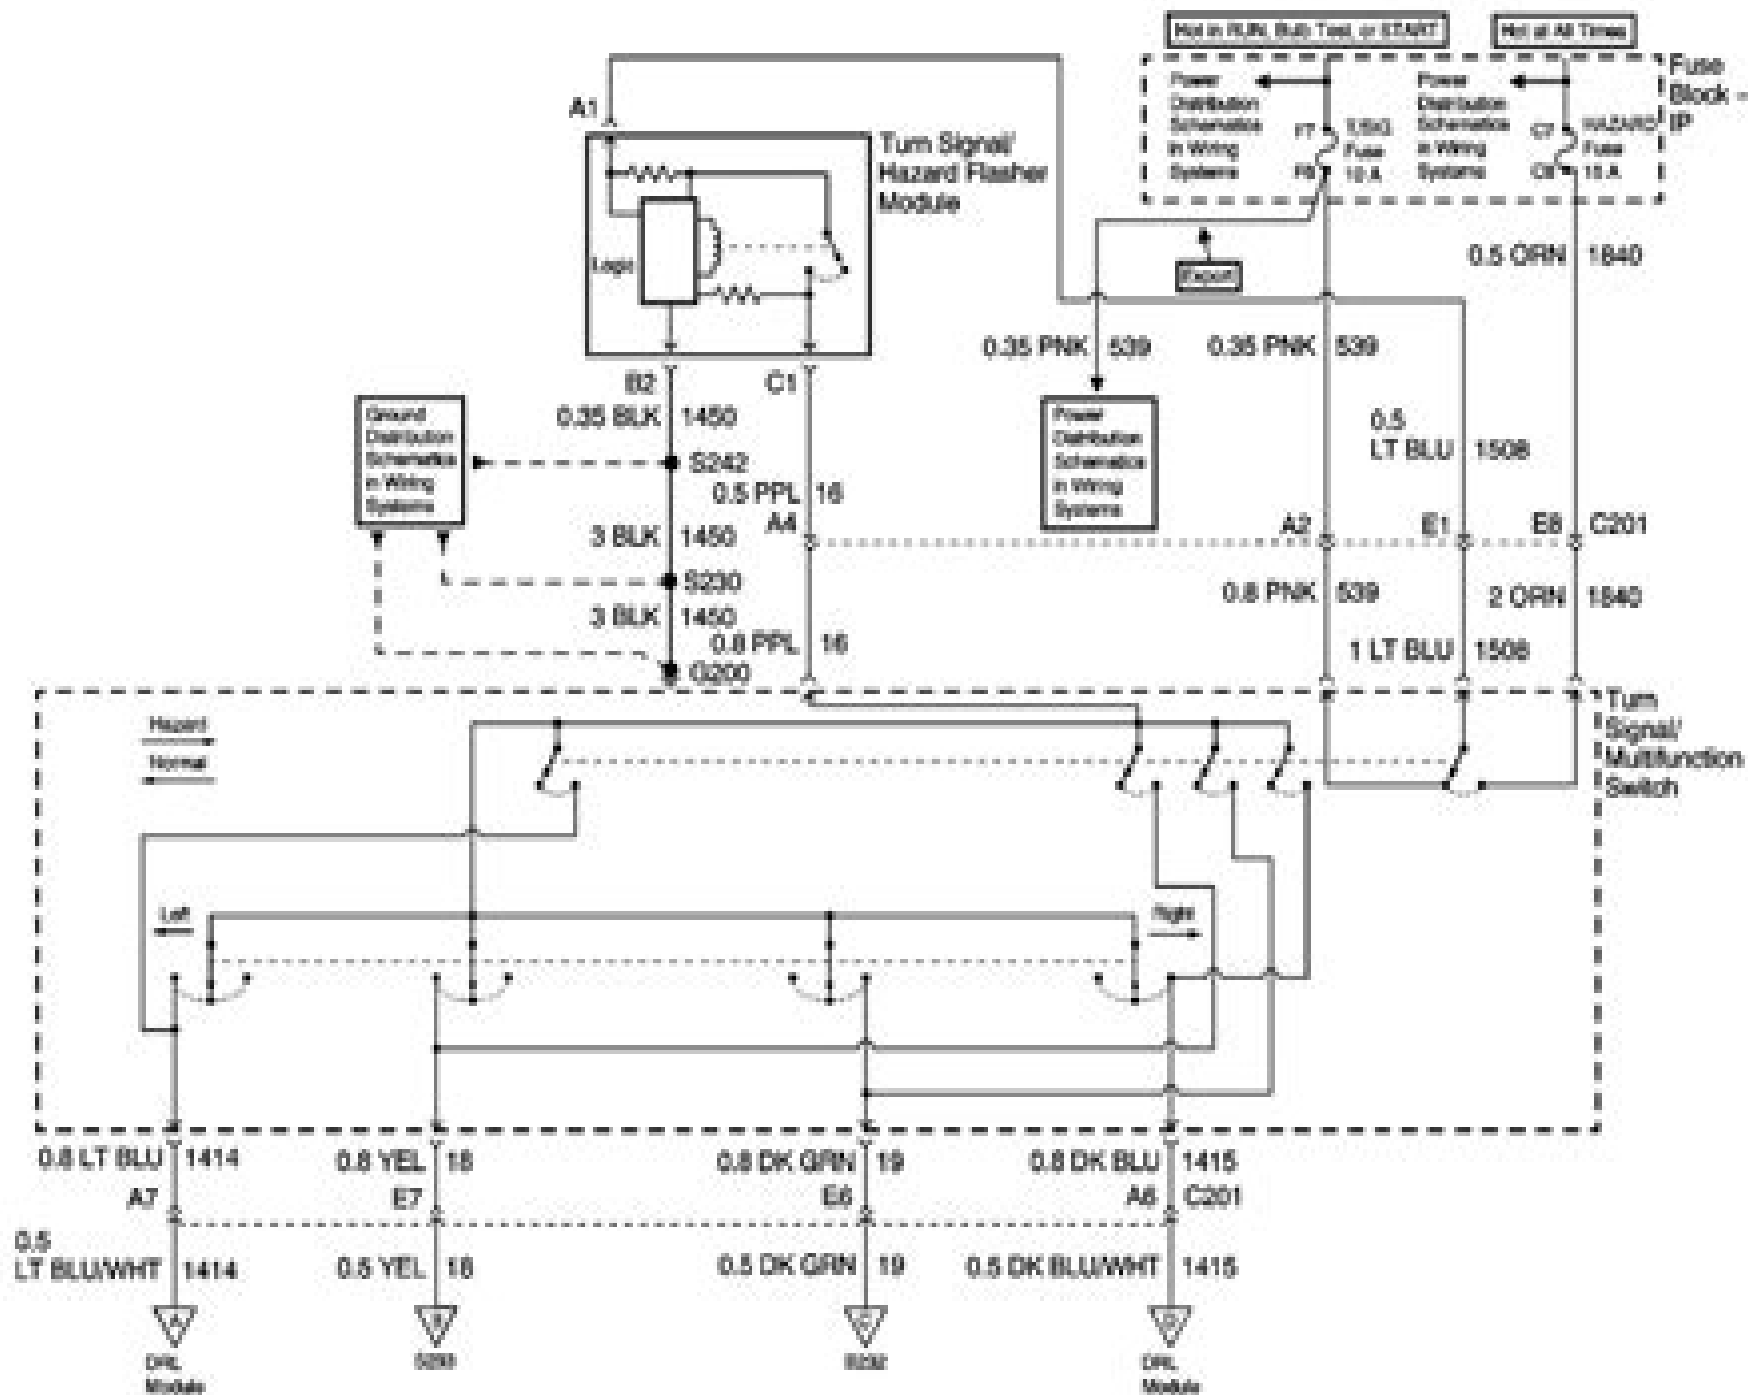 Hot in RUN, Bulb Test, or START
Hot at All Times
Fuse
Block -
IP
Power
Distribution
Schematics
in Wiring
Systems
F7
F8
T/SIG
Fuse
10 A
Power
Distribution
Schematics
in Wiring
Systems
C7
C8
HAZARD
Fuse
15 A
A1
Turn Signal/
Hazard Flasher
Module
Logic
Export
0.5 ORN 1840
B2
C1
0.35 PNK 539
0.35 PNK 539
0.35 BLK 1450
Ground
Distribution
Schematics
in Wiring
Systems
Power
Distribution
Schematics
in Wiring
Systems
0.5
LT BLU 1508
S242
0.5 PPL 16
A4
A2
E1
E8
C201
3 BLK 1450
S230
0.8 PNK 539
2 ORN 1840
3 BLK 1450
0.8 PPL 16
1 LT BLU 1508
G200
Turn
Signal/
Multifunction
Switch
Hazard
Normal
Left
Right
0.8 LT BLU 1414
0.8 YEL 18
0.8 DK GRN 19
0.8 DK BLU 1415
A7
E7
E6
A6
C201
0.5
LT BLU/WHT 1414
0.5 YEL 18
0.5 DK GRN 19
0.5 DK BLU/WHT 1415
A
B
C
D
DRL
Module
DRL
Module